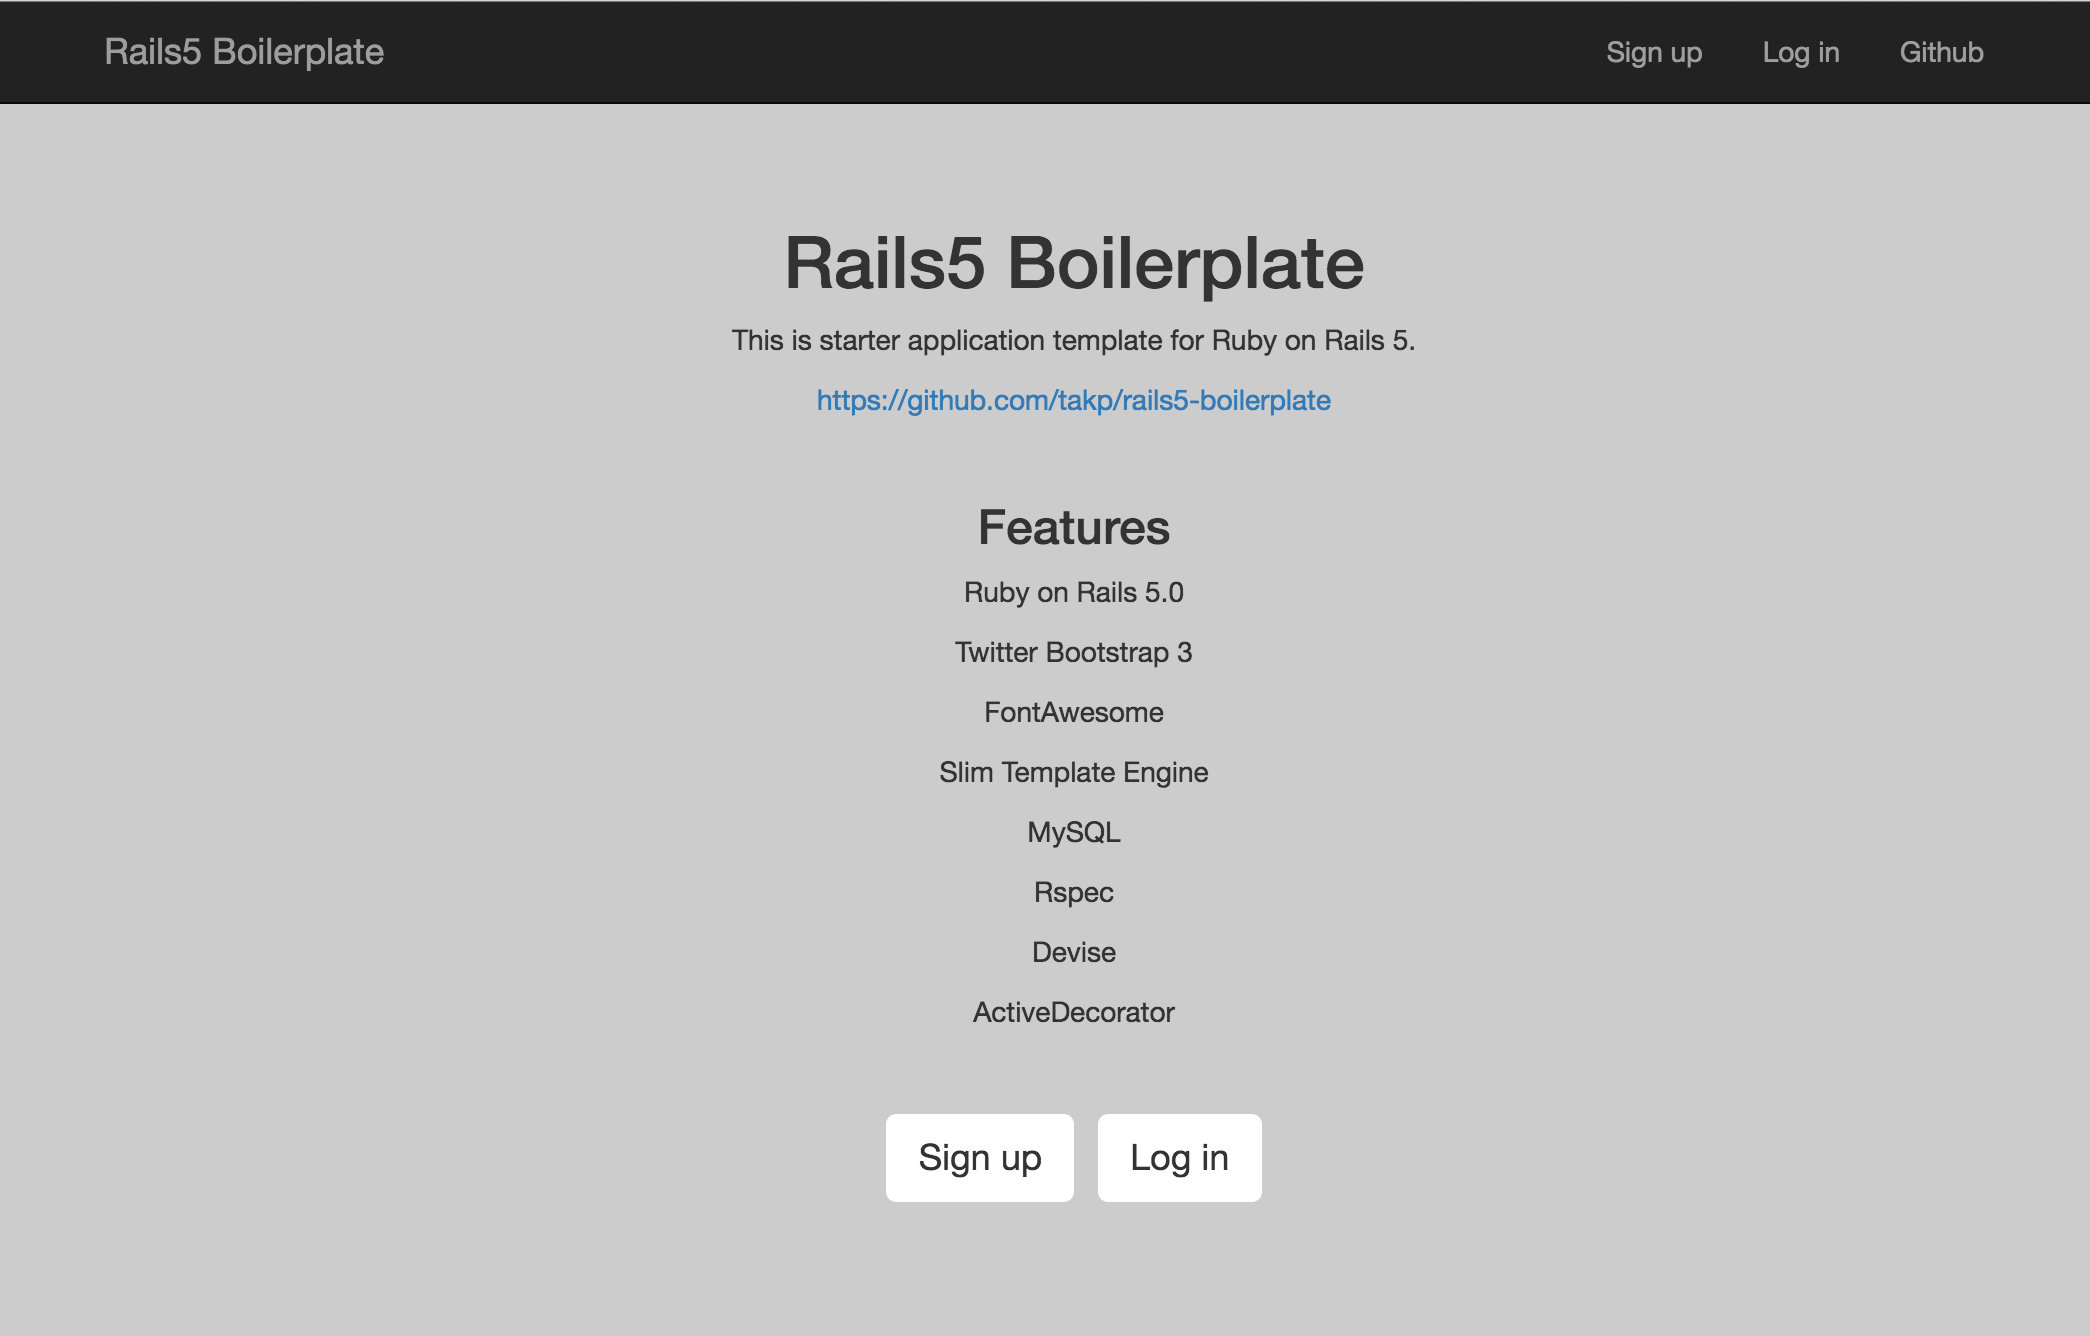 Rails5 Boilerplate
Sign up Log in Github
Rails5 Boilerplate
This is starter application template for Ruby on Rails 5.
https://github.com/takp/rails5-boilerplate
Features
Ruby on Rails 5.0
Twitter Bootstrap 3
FontAwesome
Slim Template Engine
MySQL
Rspec
Devise
ActiveDecorator
Sign up Log in